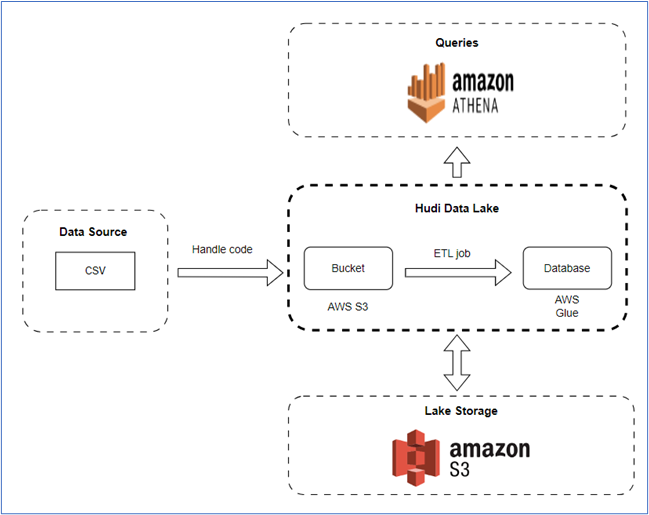 Queries
amazon
ATHENA
Hudi Data Lake
Data Source
CSV
Handle code
Bucket
AWS S3
ETL job
Database
AWS
Glue
Lake Storage
amazon
S3